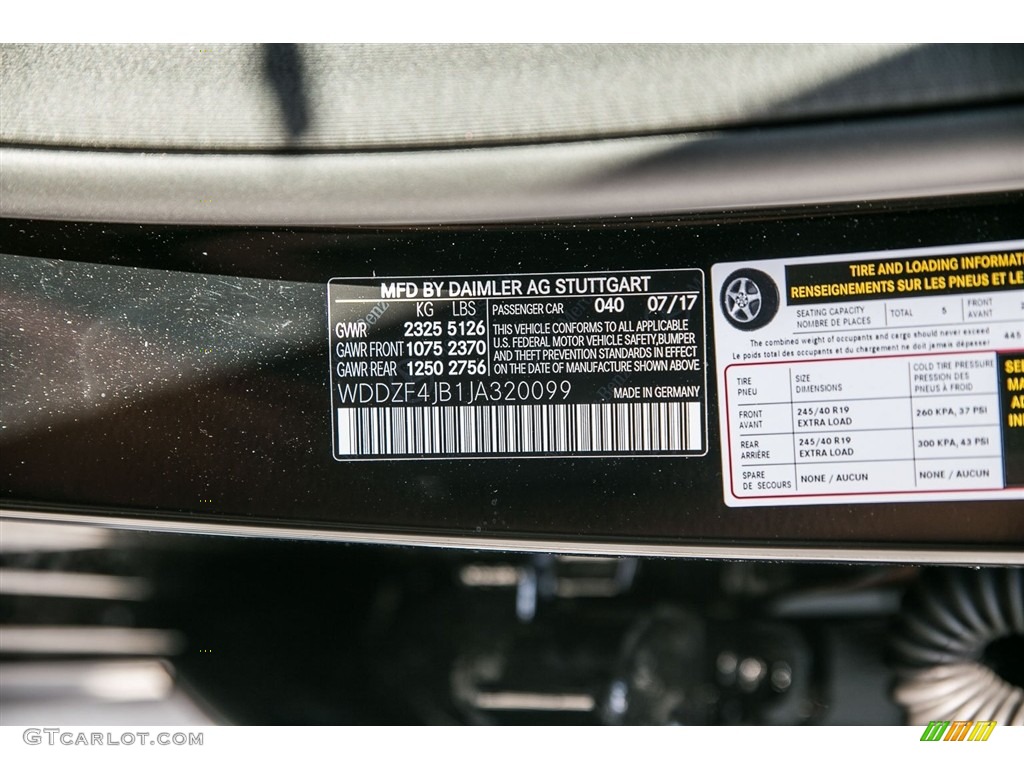 MFD BY DAIMLER AG STUTTGART
KG LBS
GVWR 2325 5126
GAWR FRONT 1075 2370
GAWR REAR 1250 2756
PASSENGER CAR 040 07/17
THIS VEHICLE CONFORMS TO ALL APPLICABLE
U.S. FEDERAL MOTOR VEHICLE SAFETY, BUMPER
AND THEFT PREVENTION STANDARDS IN EFFECT
ON THE DATE OF MANUFACTURE SHOWN ABOVE.
WDDZF4JB1JA320099 MADE IN GERMANY
TIRE AND LOADING
RENSEIGNEMENTS SUR LES PNEUS ET
SEATING CAPACITY
NOMBRE DE PLACES
TOTAL 5
FRONT
AVANT
The combined weight of occupants and cargo should never exceed
Le poids total des occupants et du chargement ne doit jamais dépasser
TIRE
PNEU
SIZE
DIMENSIONS
COLD TIRE PRESSURE
PRESSION DES
PNEUS À FROID
FRONT
AVANT
245/40 R19
EXTRA LOAD
260 KPA, 37 PSI
REAR
ARRIÈRE
245/40 R19
EXTRA LOAD
300 KPA, 43 PSI
SPARE
DE SECOURS
NONE / AUCUN
NONE / AUCUN
GTCARLOT.COM